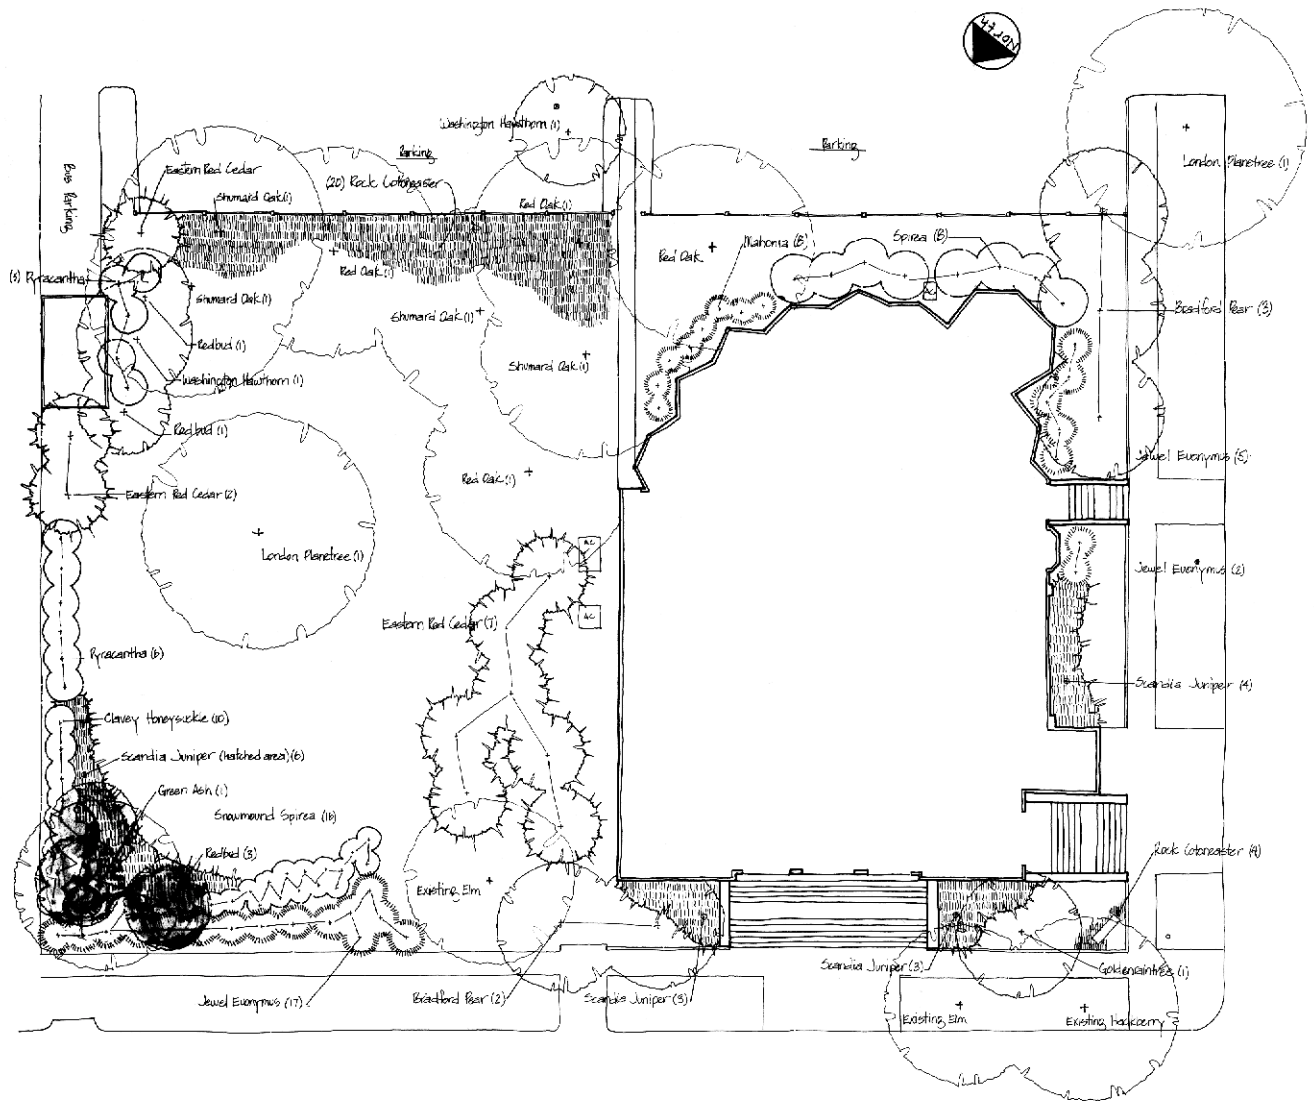 NORTH
Washington Hawthorn (1)
Parking
Parking
London Planetree (1)
Bus Parking
Eastern Red Cedar
(20) Rock Cotoneaster
Shumard Oak (1)
Red Oak (1)
Red Oak
Mahonia (8)
Spirea (8)
(5) Pyracantha
Red Oak (1)
Shumard Oak (1)
Shumard Oak (1)
Bradford Pear (3)
AC
Redbud (1)
Shumard Oak (1)
Washington Hawthorn (1)
Redbud (1)
Jewel Euonymus (5)
Red Oak (1)
Eastern Red Cedar (2)
London Planetree (1)
AC
Jewel Euonymus (2)
AC
Eastern Red Cedar (7)
Pyracantha (6)
Scandia Juniper (4)
Clavey Honeysuckle (10)
Scandia Juniper (hatched area) (6)
Green Ash (1)
Snowmound Spirea (16)
Redbud (3)
Rock Cotoneaster (4)
Existing Elm
Scandia Juniper (3)
Goldenraintree (1)
Jewel Euonymus (17)
Bradford Pear (2)
Scandia Juniper (3)
Existing Elm
Existing Hackberry